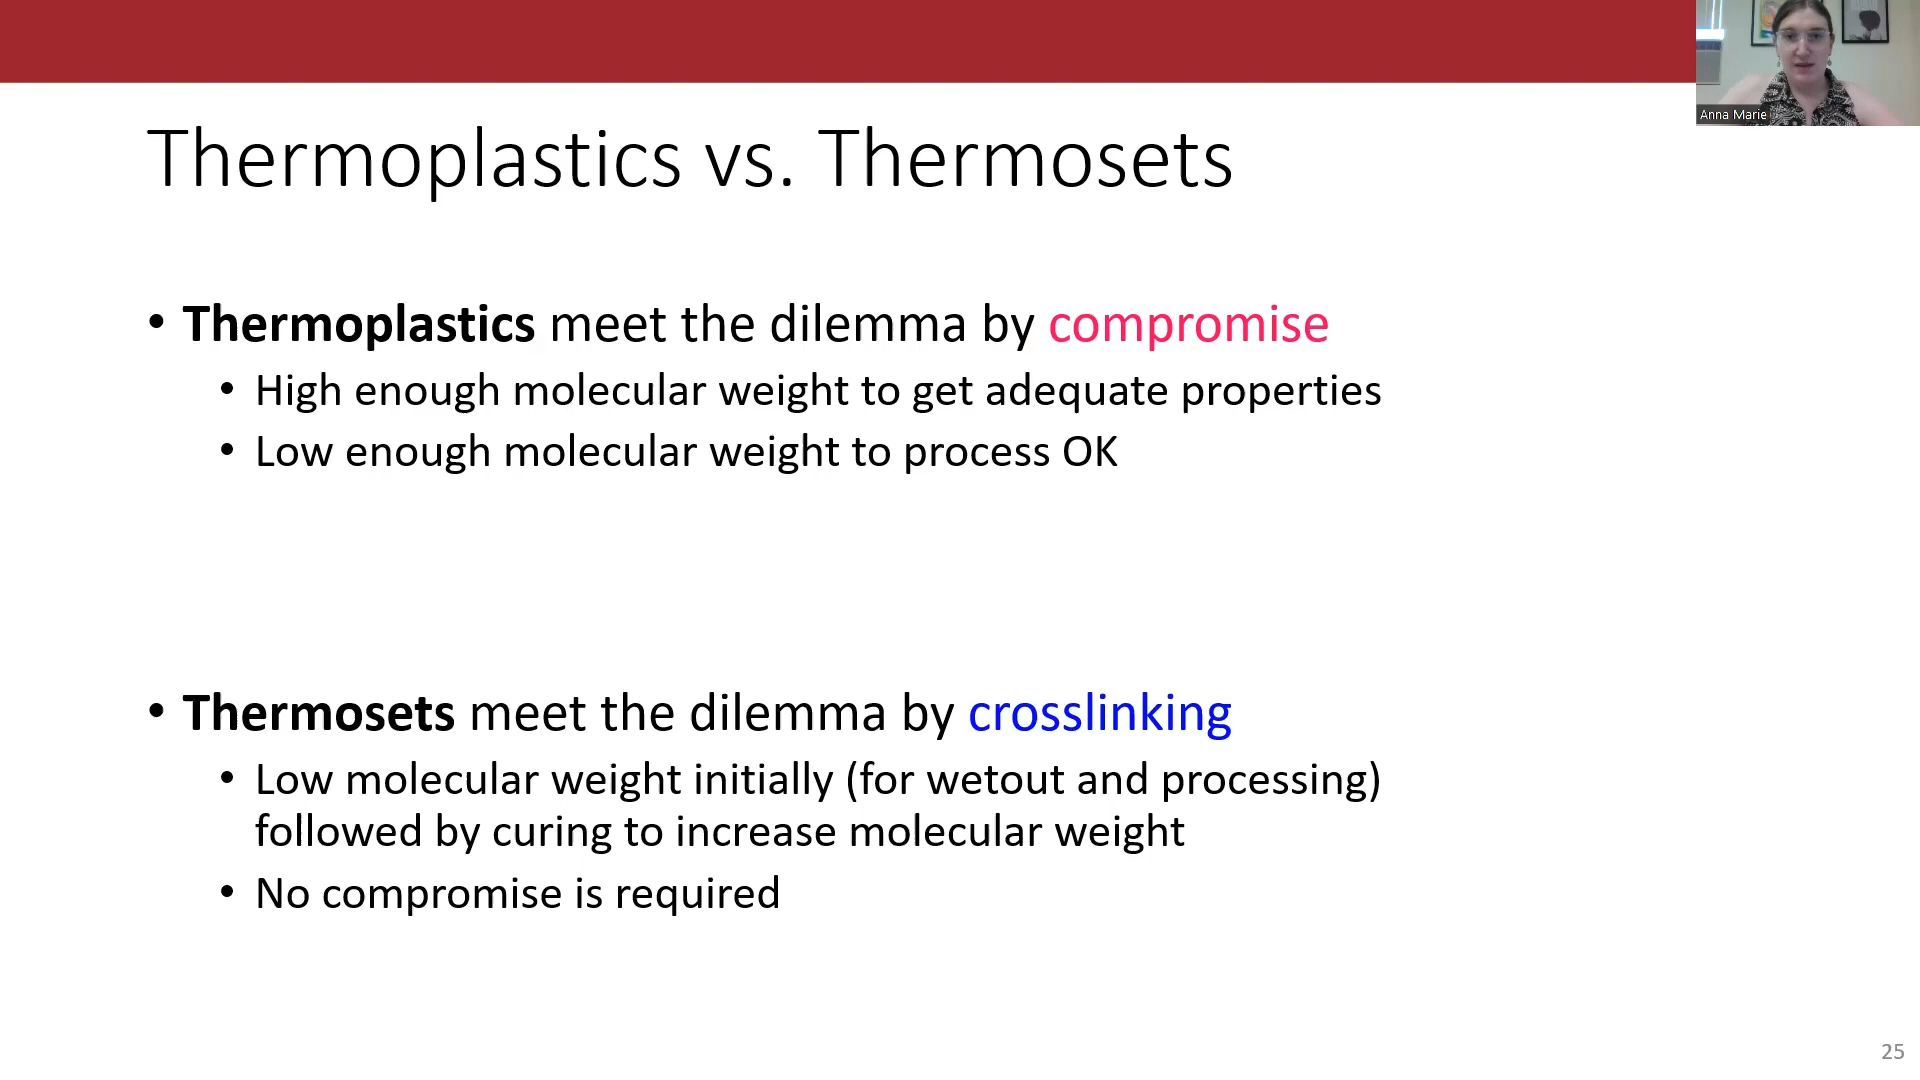 Anna Marie
Thermoplastics vs. Thermosets
• Thermoplastics meet the dilemma by compromise
• High enough molecular weight to get adequate properties
• Low enough molecular weight to process OK
• Thermosets meet the dilemma by crosslinking
• Low molecular weight initially (for wetout and processing)
followed by curing to increase molecular weight
• No compromise is required
25